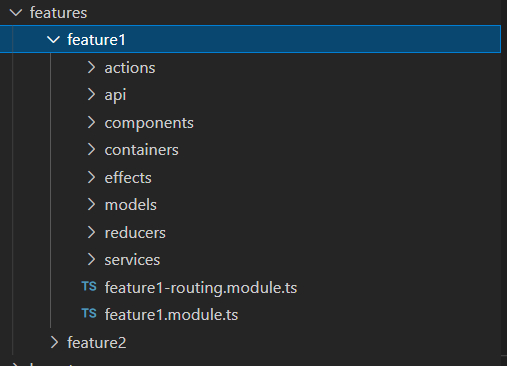 features
feature1
actions
api
components
containers
effects
models
reducers
services
TS feature1-routing.module.ts
TS feature1.module.ts
feature2